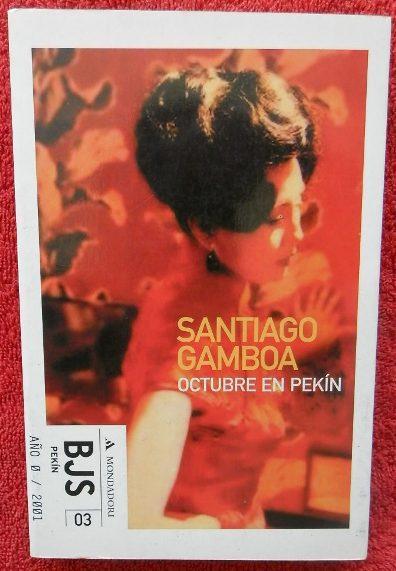 SANTIAGO
GAMBOA
OCTUBRE EN PEKÍN
MONDADORI
BJS
PEKÍN
03
AÑO 0 / 2001